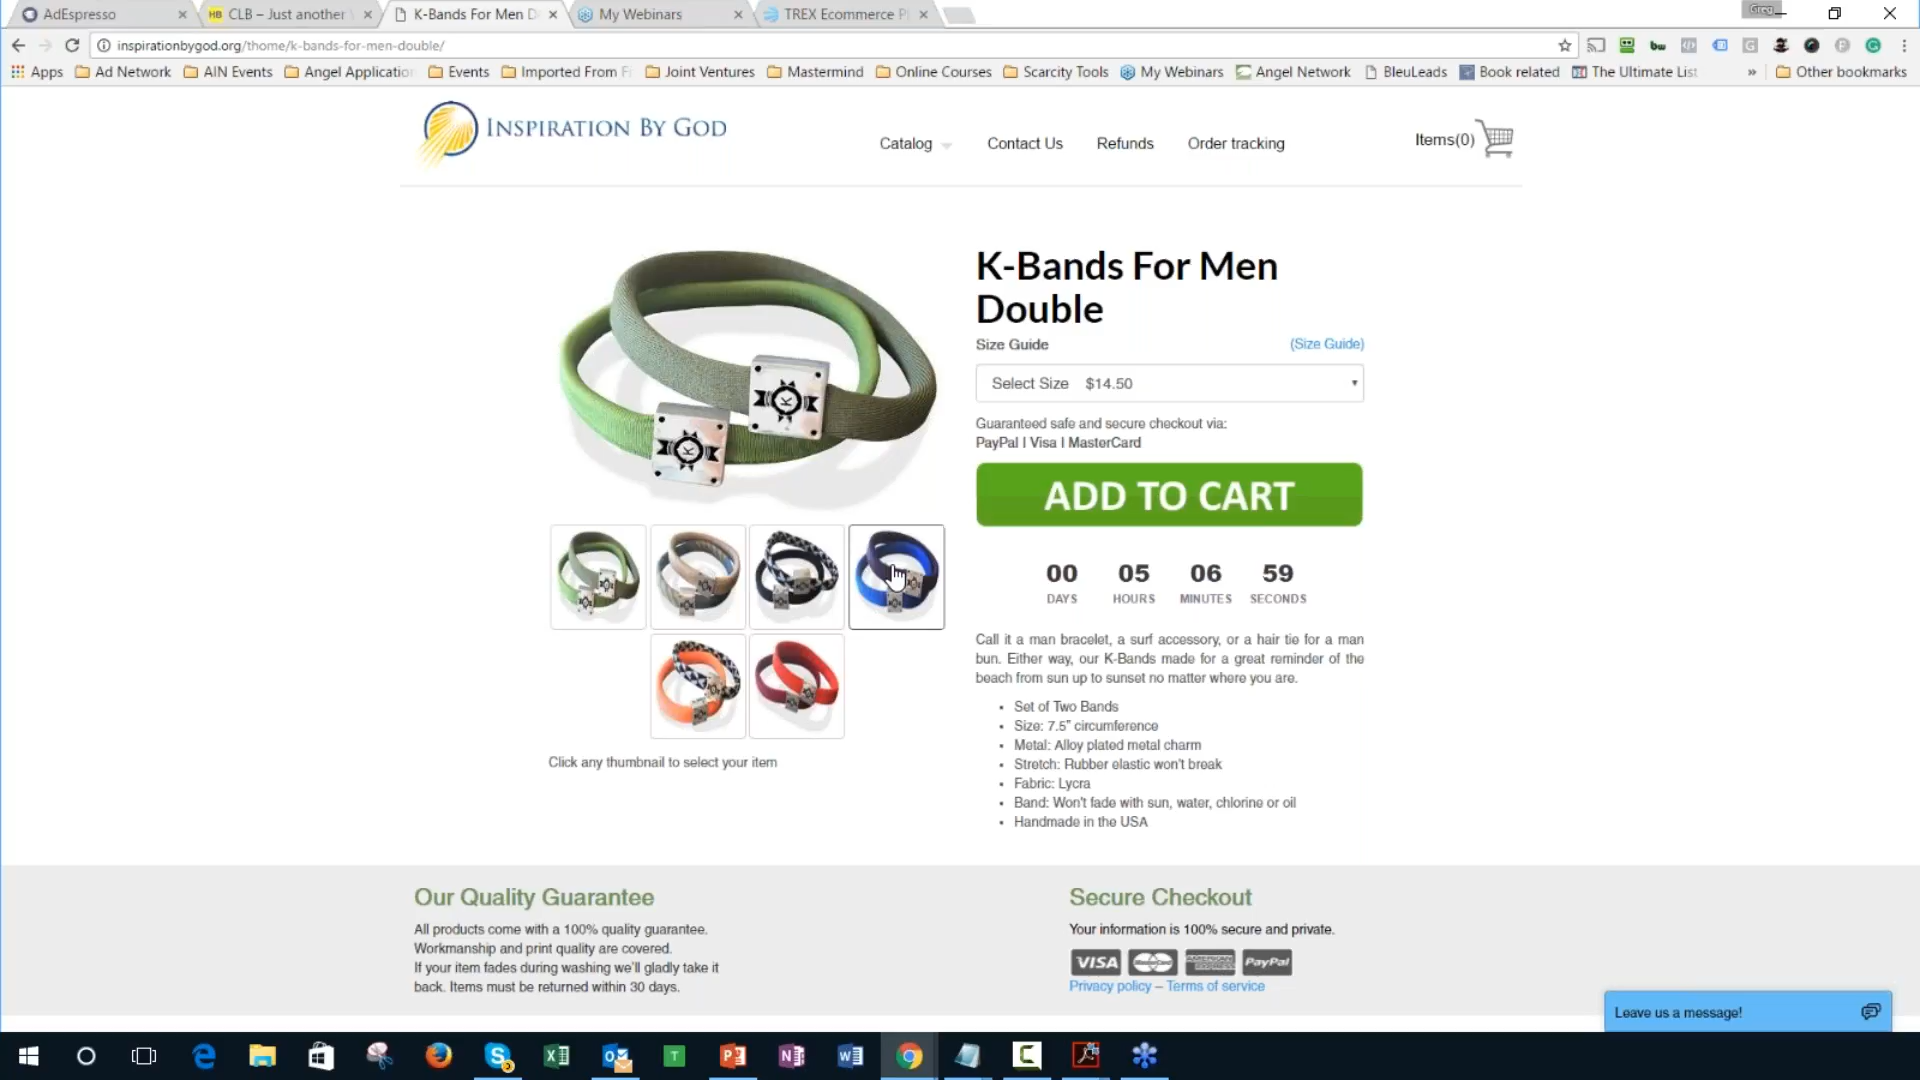 AdEspresso
CLB – Just another
K-Bands For Men D
My Webinars
TREX Ecommerce Pl
Greg
inspirationbygod.org/thome/k-bands-for-men-double/
Apps
Ad Network
AIN Events
Angel Application
Events
Imported From Fi
Joint Ventures
Mastermind
Online Courses
Scarcity Tools
My Webinars
Angel Network
BleuLeads
Book related
The Ultimate List
»
Other bookmarks
INSPIRATION BY GOD
Catalog
Contact Us
Refunds
Order tracking
Items(0)
K-Bands For Men
Double
Size Guide
(Size Guide)
Select Size $14.50
Guaranteed safe and secure checkout via:
PayPal | Visa | MasterCard
ADD TO CART
00 05 06 59
DAYS HOURS MINUTES SECONDS
Call it a man bracelet, a surf accessory, or a hair tie for a man
bun. Either way, our K-Bands made for a great reminder of the
beach from sun up to sunset no matter where you are.
• Set of Two Bands
• Size: 7.5" circumference
• Metal: Alloy plated metal charm
• Stretch: Rubber elastic won't break
• Fabric: Lycra
• Band: Won't fade with sun, water, chlorine or oil
• Handmade in the USA
Click any thumbnail to select your item
Our Quality Guarantee
All products come with a 100% quality guarantee.
Workmanship and print quality are covered.
If your item fades during washing we'll gladly take it
back. Items must be returned within 30 days.
Secure Checkout
Your information is 100% secure and private.
VISA MasterCard AMERICAN EXPRESS PayPal
Privacy policy – Terms of service
Leave us a message!